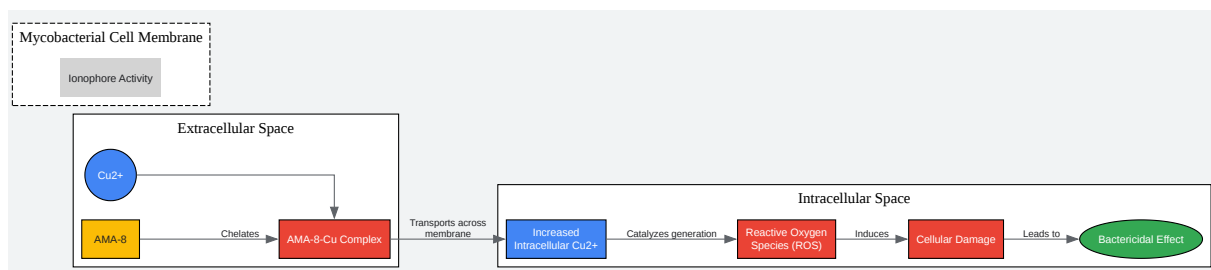 Mycobacterial Cell Membrane
Ionophore Activity
Extracellular Space
Cu2+
AMA-8
Chelates
AMA-8-Cu Complex
Transports across
membrane
Intracellular Space
Increased
Intracellular Cu2+
Catalyzes generation
Reactive Oxygen
Species (ROS)
Induces
Cellular Damage
Leads to
Bactericidal Effect